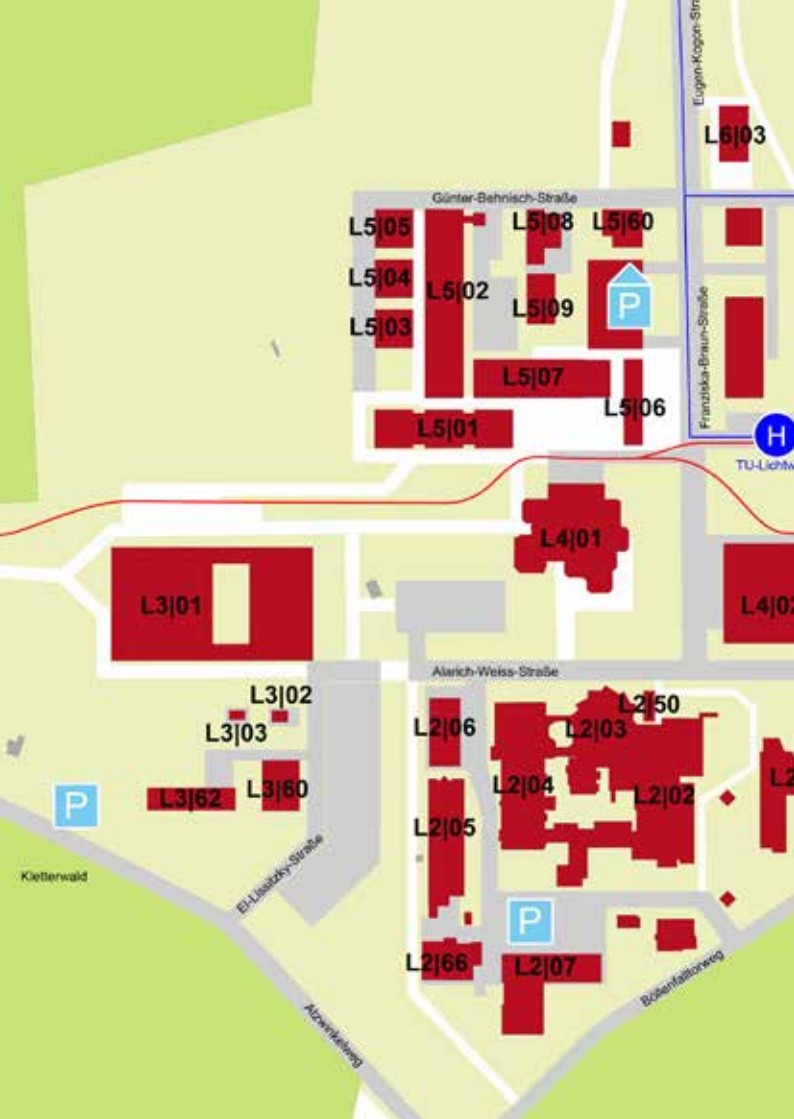 Eugen-Kogon-Stra
L6|03
Günter-Behnisch-Straße
L5|05
L5|08
L5|60
L5|04
L5|02
L5|09
P
L5|03
Franziska-Braun-Straße
L5|07
L5|06
L5|01
H
TU-Lichtw
L4|01
L3|01
L4|02
Alarich-Weiss-Straße
L3|02
L3|03
L2|50
L2|06
L2|03
L2|04
L2|02
L2
L3|62
L3|60
P
L2|05
Kletterwald
El-Lissitzky-Straße
P
L2|66
L2|07
Böllenfalltorweg
Atzwinkelweg